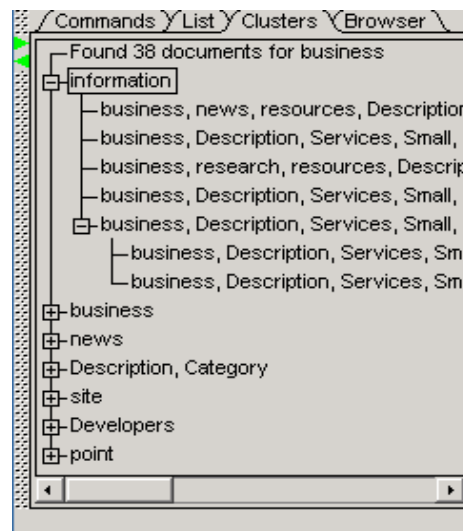 Commands List Clusters Browser
Found 38 documents for business
information
business, news, resources, Description
business, Description, Services, Small,
business, research, resources, Descrip
business, Description, Services, Small,
business, Description, Services, Small,
business, Description, Services, Sm
business, Description, Services, Sm
business
news
Description, Category
site
Developers
point